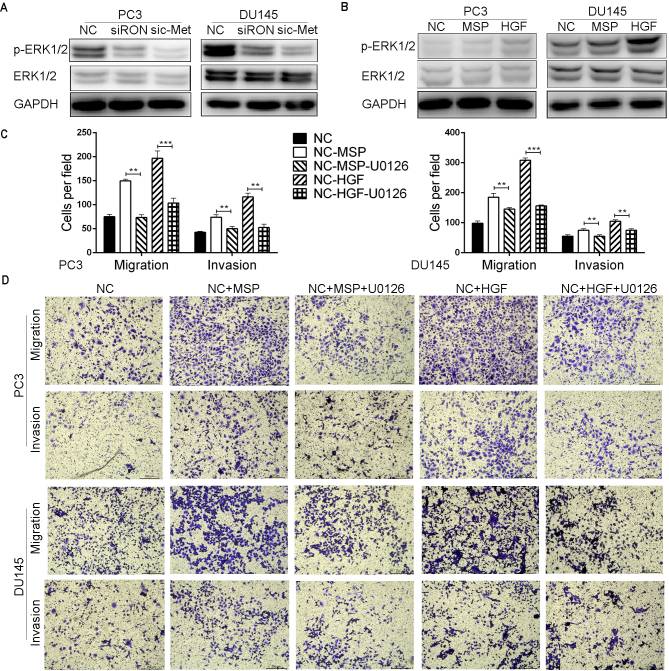 A
PC3 DU145
NC siRON sic-Met NC siRON sic-Met
p-ERK1/2
ERK1/2
GAPDH
B
PC3 DU145
NC MSP HGF NC MSP HGF
p-ERK1/2
ERK1/2
GAPDH
C
Cells per field
250
200
150
100
50
0
** *** ** **
Migration Invasion
PC3
NC
NC-MSP
NC-MSP-U0126
NC-HGF
NC-HGF-U0126
Cells per field
400
300
200
100
0
** *** ** **
Migration Invasion
DU145
D
NC NC+MSP NC+MSP+U0126 NC+HGF NC+HGF+U0126
PC3
Migration
Invasion
DU145
Migration
Invasion